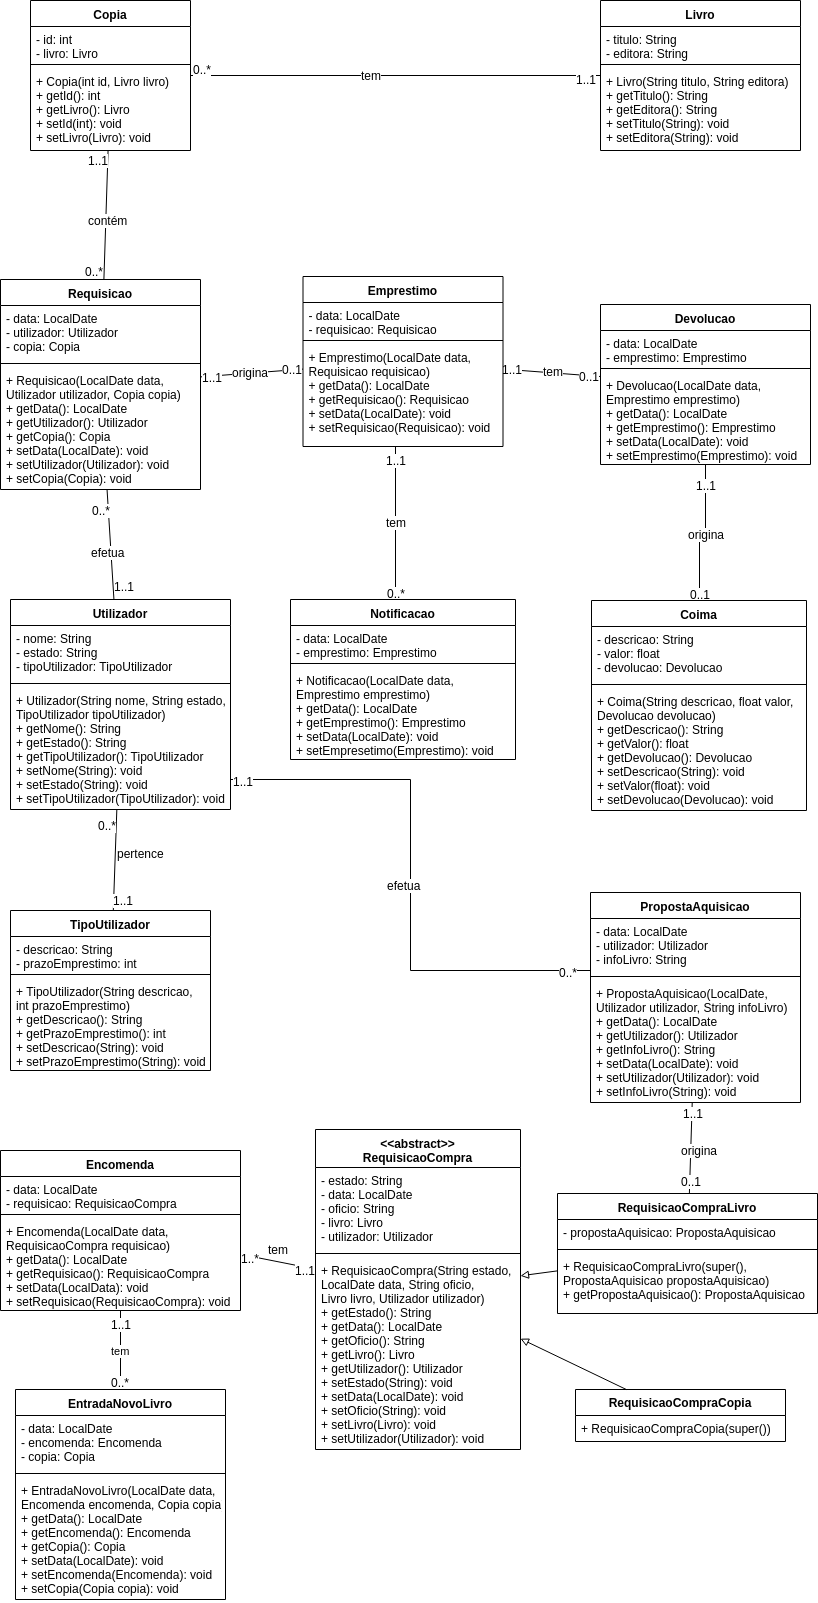 Copia
- id: int
- livro: Livro
+ Copia(int id, Livro livro)
+ getId(): int
+ getLivro(): Livro
+ setId(int): void
+ setLivro(Livro): void
0..*
tem
1..1
Livro
- titulo: String
- editora: String
+ Livro(String titulo, String editora)
+ getTitulo(): String
+ getEditora(): String
+ setTitulo(String): void
+ setEditora(String): void
1..1
contém
0..*
Requisicao
- data: LocalDate
- utilizador: Utilizador
- copia: Copia
+ Requisicao(LocalDate data,
Utilizador utilizador, Copia copia)
+ getData(): LocalDate
+ getUtilizador(): Utilizador
+ getCopia(): Copia
+ setData(LocalDate): void
+ setUtilizador(Utilizador): void
+ setCopia(Copia): void
1..1
origina
0..1
Emprestimo
- data: LocalDate
- requisicao: Requisicao
+ Emprestimo(LocalDate data,
Requisicao requisicao)
+ getData(): LocalDate
+ getRequisicao(): Requisicao
+ setData(LocalDate): void
+ setRequisicao(Requisicao): void
1..1
tem
0..1
Devolucao
- data: LocalDate
- emprestimo: Emprestimo
+ Devolucao(LocalDate data,
Emprestimo emprestimo)
+ getData(): LocalDate
+ getEmprestimo(): Emprestimo
+ setData(LocalDate): void
+ setEmprestimo(Emprestimo): void
0..*
efetua
1..1
1..1
tem
0..*
1..1
origina
0..1
Utilizador
- nome: String
- estado: String
- tipoUtilizador: TipoUtilizador
+ Utilizador(String nome, String estado,
TipoUtilizador tipoUtilizador)
+ getNome(): String
+ getEstado(): String
+ getTipoUtilizador(): TipoUtilizador
+ setNome(String): void
+ setEstado(String): void
+ setTipoUtilizador(TipoUtilizador): void
Notificacao
- data: LocalDate
- emprestimo: Emprestimo
+ Notificacao(LocalDate data,
Emprestimo emprestimo)
+ getData(): LocalDate
+ getEmprestimo(): Emprestimo
+ setData(LocalDate): void
+ setEmpresetimo(Emprestimo): void
Coima
- descricao: String
- valor: float
- devolucao: Devolucao
+ Coima(String descricao, float valor,
Devolucao devolucao)
+ getDescricao(): String
+ getValor(): float
+ getDevolucao(): Devolucao
+ setDescricao(String): void
+ setValor(float): void
+ setDevolucao(Devolucao): void
1..1
efetua
0..*
0..*
pertence
1..1
TipoUtilizador
- descricao: String
- prazoEmprestimo: int
+ TipoUtilizador(String descricao,
int prazoEmprestimo)
+ getDescricao(): String
+ getPrazoEmprestimo(): int
+ setDescricao(String): void
+ setPrazoEmprestimo(String): void
PropostaAquisicao
- data: LocalDate
- utilizador: Utilizador
- infoLivro: String
+ PropostaAquisicao(LocalDate,
Utilizador utilizador, String infoLivro)
+ getData(): LocalDate
+ getUtilizador(): Utilizador
+ getInfoLivro(): String
+ setData(LocalDate): void
+ setUtilizador(Utilizador): void
+ setInfoLivro(String): void
1..1
origina
0..1
Encomenda
- data: LocalDate
- requisicao: RequisicaoCompra
+ Encomenda(LocalDate data,
RequisicaoCompra requisicao)
+ getData(): LocalDate
+ getRequisicao(): RequisicaoCompra
+ setData(LocalData): void
+ setRequisicao(RequisicaoCompra): void
1..*
tem
1..1
<<abstract>>
RequisicaoCompra
- estado: String
- data: LocalDate
- oficio: String
- livro: Livro
- utilizador: Utilizador
+ RequisicaoCompra(String estado,
LocalDate data, String oficio,
Livro livro, Utilizador utilizador)
+ getEstado(): String
+ getData(): LocalDate
+ getOficio(): String
+ getLivro(): Livro
+ getUtilizador(): Utilizador
+ setEstado(String): void
+ setData(LocalDate): void
+ setOficio(String): void
+ setLivro(Livro): void
+ setUtilizador(Utilizador): void
RequisicaoCompraLivro
- propostaAquisicao: PropostaAquisicao
+ RequisicaoCompraLivro(super(),
PropostaAquisicao propostaAquisicao)
+ getPropostaAquisicao(): PropostaAquisicao
RequisicaoCompraCopia
+ RequisicaoCompraCopia(super())
1..1
tem
0..*
EntradaNovoLivro
- data: LocalDate
- encomenda: Encomenda
- copia: Copia
+ EntradaNovoLivro(LocalDate data,
Encomenda encomenda, Copia copia
+ getData(): LocalDate
+ getEncomenda(): Encomenda
+ getCopia(): Copia
+ setData(LocalDate): void
+ setEncomenda(Encomenda): void
+ setCopia(Copia copia): void